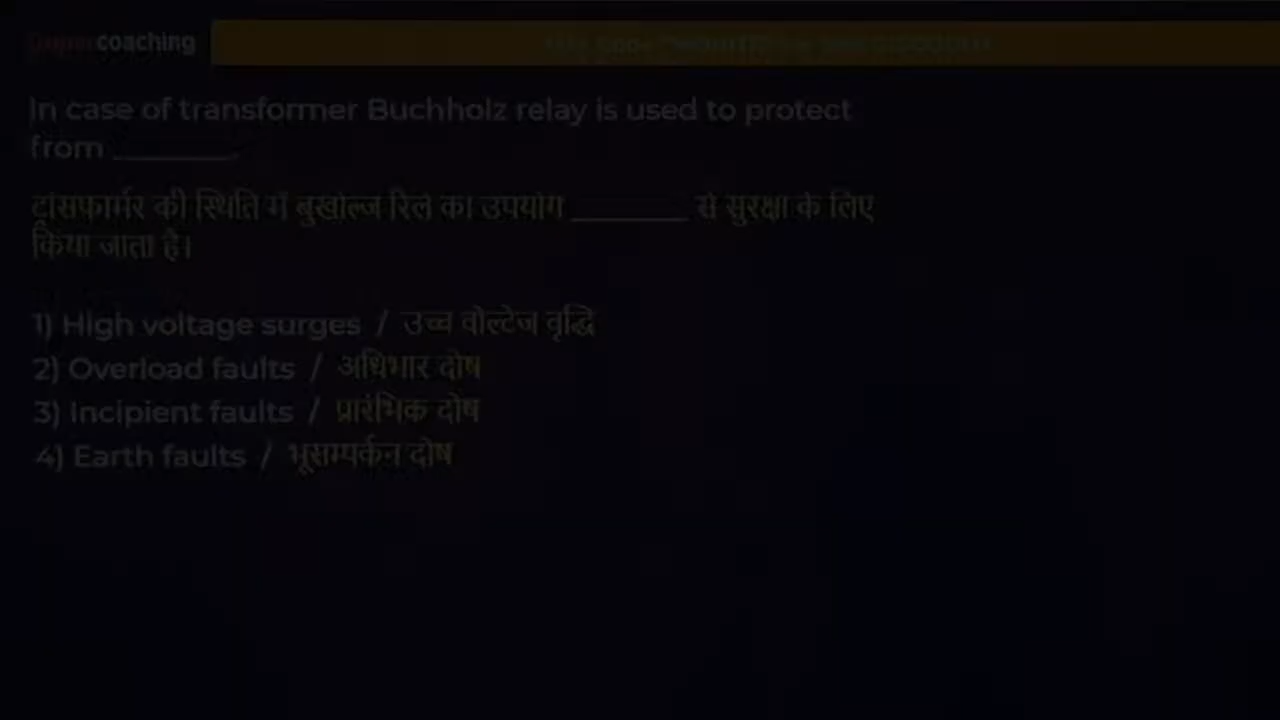 coaching
In case of transformer Buchholz relay is used to protect
from ________
ट्रांसफार्मर की स्थिति में बुखोल्ज रिले का उपयोग ________ से सुरक्षा के लिए
किया जाता है।
1) High voltage surges / उच्च वोल्टेज वृद्धि
2) Overload faults / अधिभार दोष
3) Incipient faults / प्रारंभिक दोष
4) Earth faults / भूसम्पर्कन दोष